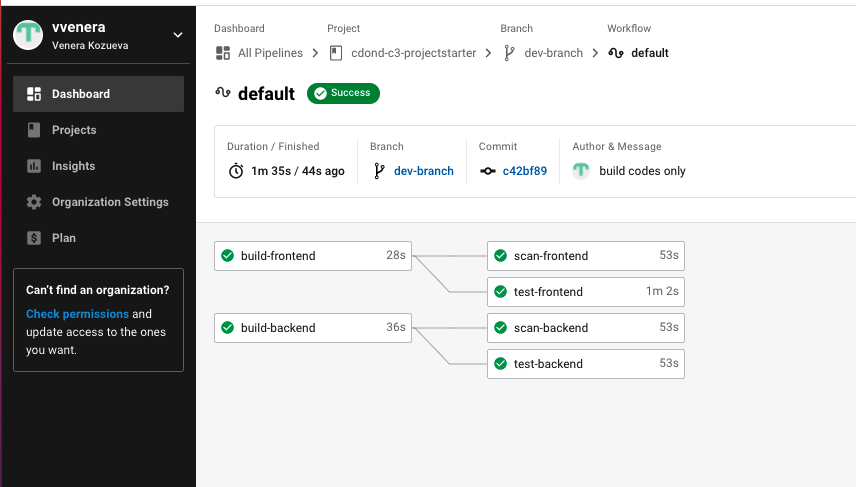 vvenera
Venera Kozueva
Dashboard
Projects
Insights
Organization Settings
Plan
Can't find an organization?
Check permissions and
update access to the ones
you want.
Dashboard Project Branch Workflow
All Pipelines cdond-c3-projectstarter dev-branch default
default Success
Duration / Finished Branch Commit Author & Message
1m 35s / 44s ago dev-branch c42bf89 build codes only
build-frontend 28s scan-frontend 53s
test-frontend 1m 2s
build-backend 36s scan-backend 53s
test-backend 53s